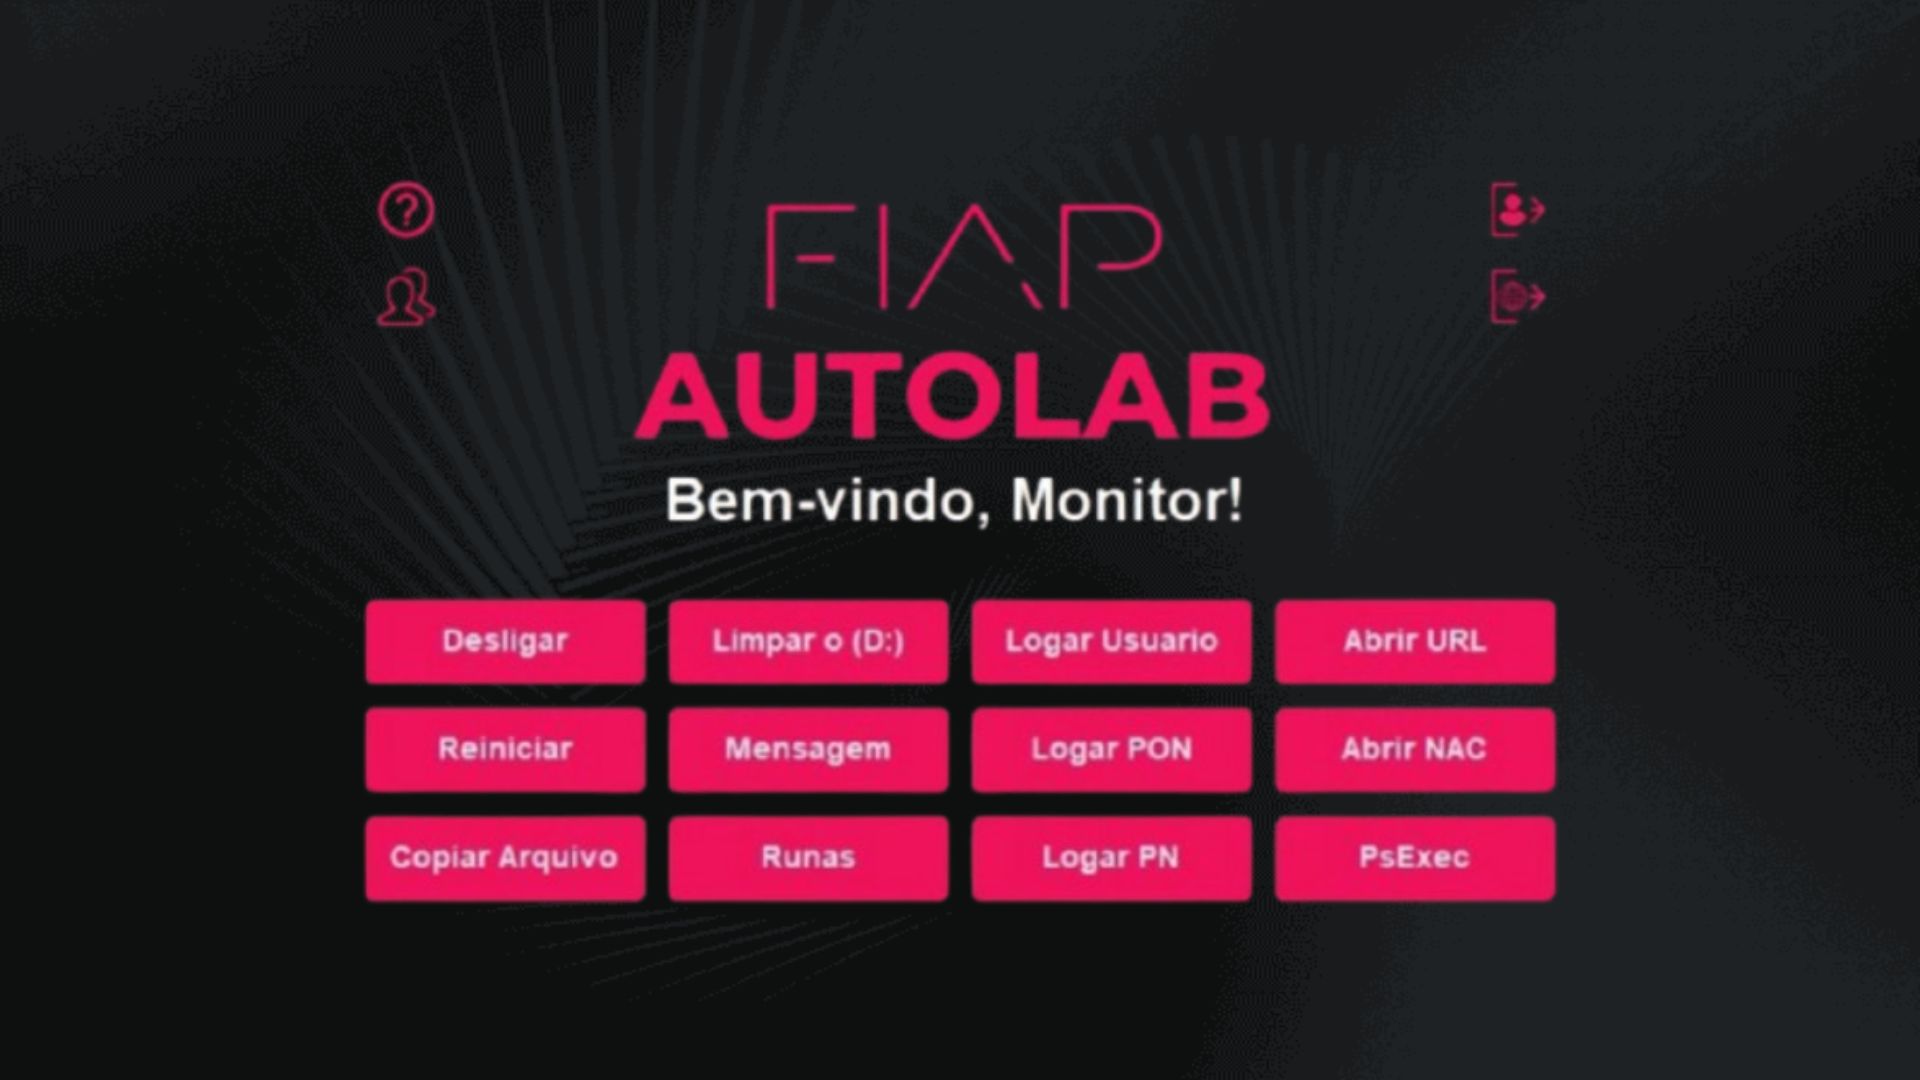 FIAP
AUTOLAB
Bem-vindo, Monitor!
Desligar
Limpar o (D:)
Logar Usuario
Abrir URL
Reiniciar
Mensagem
Logar PON
Abrir NAC
Copiar Arquivo
Runas
Logar PN
PsExec